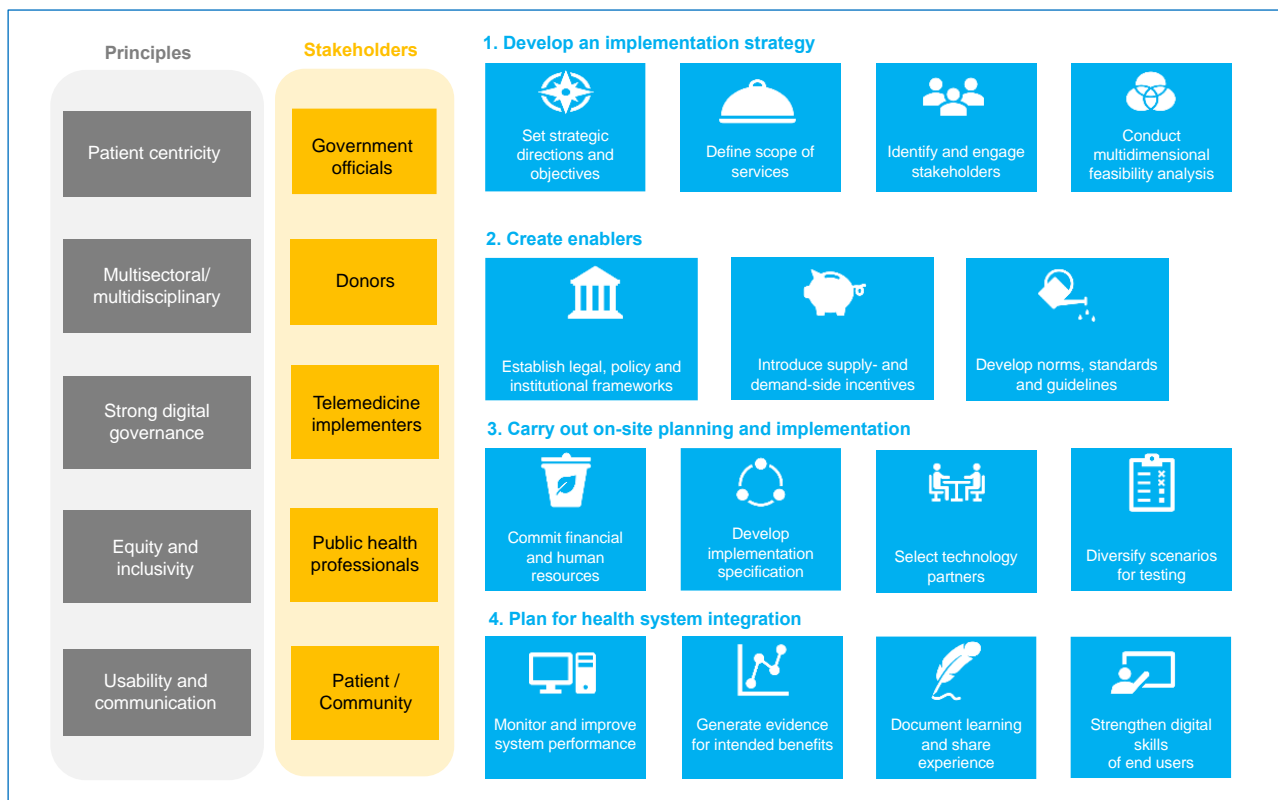 Principles
Patient centricity
Multisectoral/
multidisciplinary
Strong digital
governance
Equity and
inclusivity
Usability and
communication
Stakeholders
Government
officials
Donors
Telemedicine
implementers
Public health
professionals
Patient /
Community
1. Develop an implementation strategy
Set strategic
directions and
objectives
Define scope of
services
Identify and engage
stakeholders
Conduct
multidimensional
feasibility analysis
2. Create enablers
Establish legal, policy and
institutional frameworks
Introduce supply- and
demand-side incentives
Develop norms, standards
and guidelines
3. Carry out on-site planning and implementation
Commit financial
and human
resources
Develop
implementation
specification
Select technology
partners
Diversify scenarios
for testing
4. Plan for health system integration
Monitor and improve
system performance
Generate evidence
for intended benefits
Document learning
and share
experience
Strengthen digital
skills
of end users